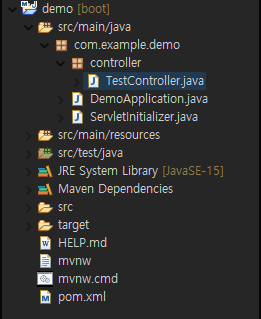 demo [boot]
src/main/java
com.example.demo
controller
TestController.java
DemoApplication.java
ServletInitializer.java
src/main/resources
src/test/java
JRE System Library [JavaSE-15]
Maven Dependencies
src
target
HELP.md
mvnw
mvnw.cmd
pom.xml